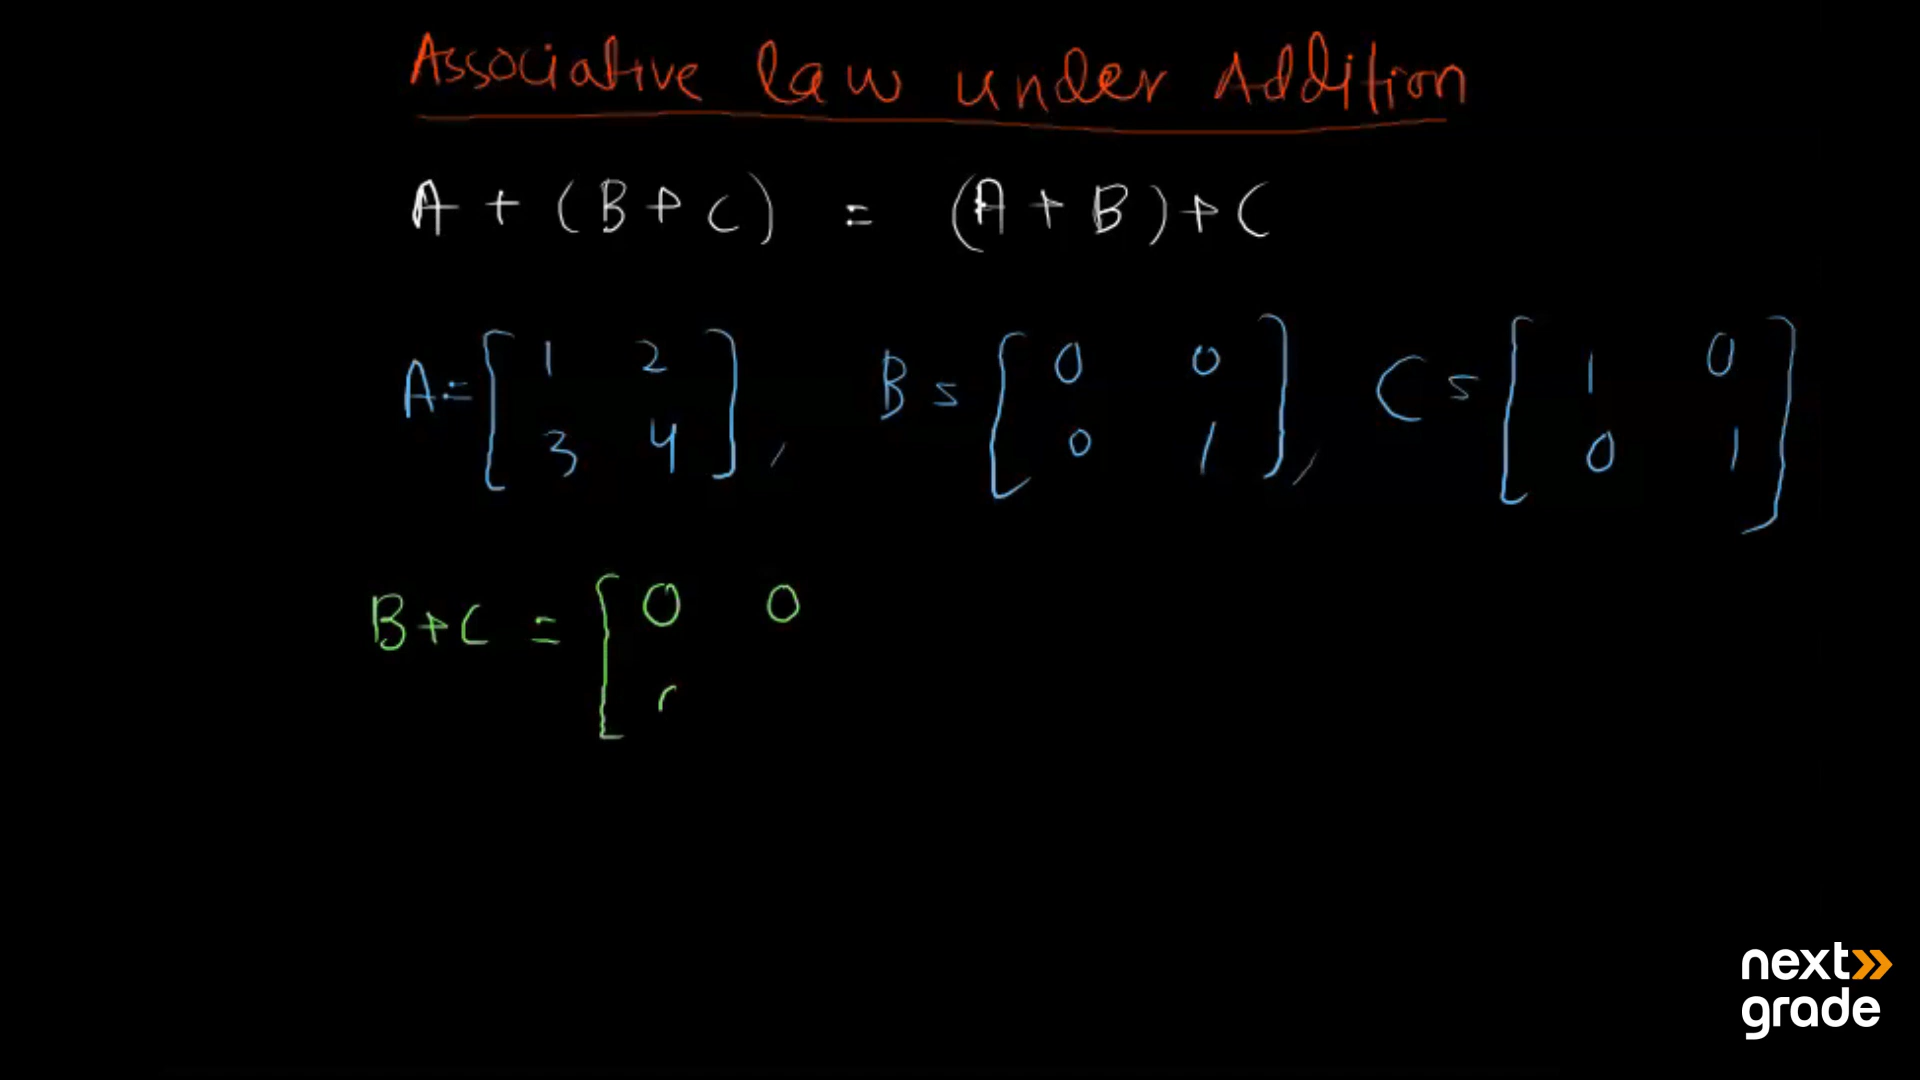 Associative law under Addition
A + (B+C) = (A+B)+C
A = [ 1 2 , B = [ 0 0 , C = [ 1 0
3 4 ] 0 1 ] 0 1 ]
B+C = [ 0 0
next»
grade